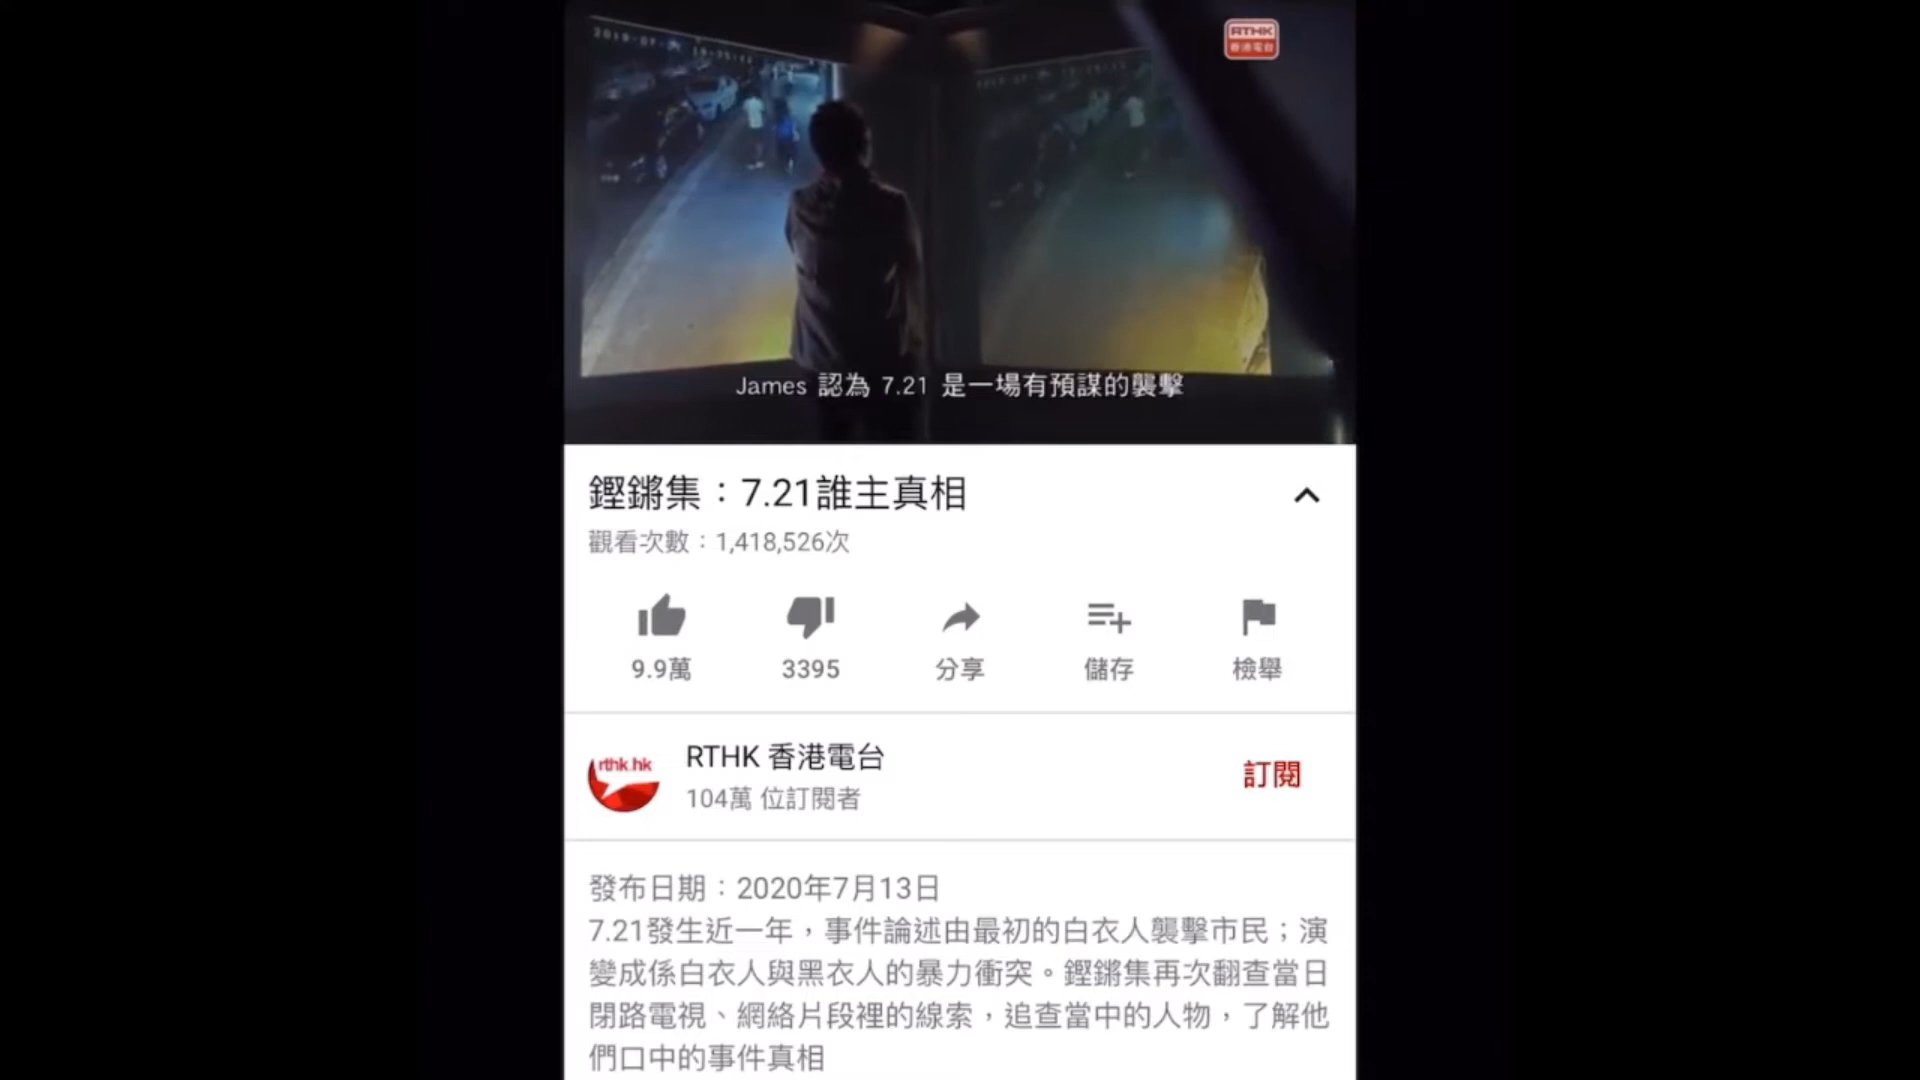 RTHK
香港電台
James 認為 7.21 是一場有預謀的襲擊
鏗鏘集：7.21誰主真相
觀看次數：1,418,526次
9.9萬
3395
分享
儲存
檢舉
rthk.hk
RTHK 香港電台
104萬 位訂閱者
訂閱
發布日期：2020年7月13日
7.21發生近一年，事件論述由最初的白衣人襲擊市民；演
變成係白衣人與黑衣人的暴力衝突。鏗鏘集再次翻查當日
閉路電視、網絡片段裡的線索，追查當中的人物，了解他
們口中的事件真相